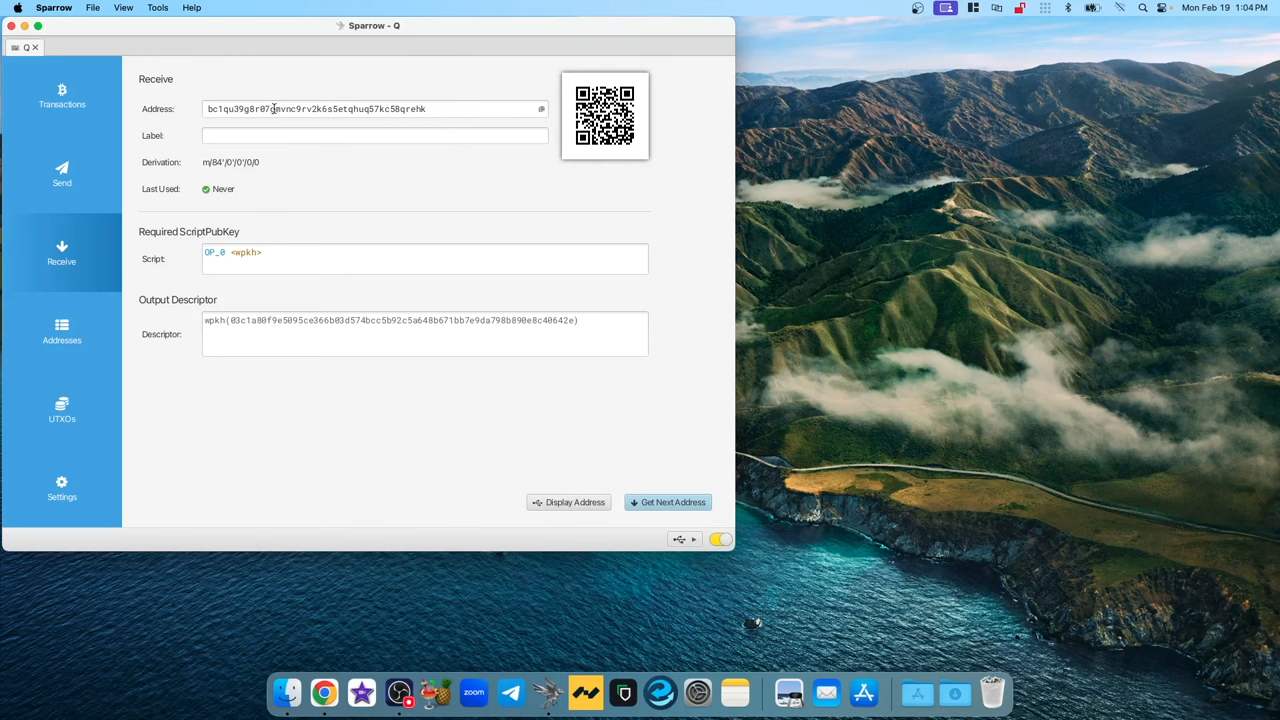 Sparrow File View Tools Help
Mon Feb 19 1:04 PM
Sparrow - Q
Q
Transactions
Send
Receive
Addresses
UTXOs
Settings
Receive
Address:
Label:
Derivation: m/84'/0'/0'/0/0
Last Used: Never
Required ScriptPubKey
Script: OP_0 <wpkh>
Output Descriptor
Descriptor: wpkh(03c1a80f9e5095ce366b03d574bcc5b92c5a648b671bb7e9da798b890e8c40642e)
Display Address
Get Next Address
zoom